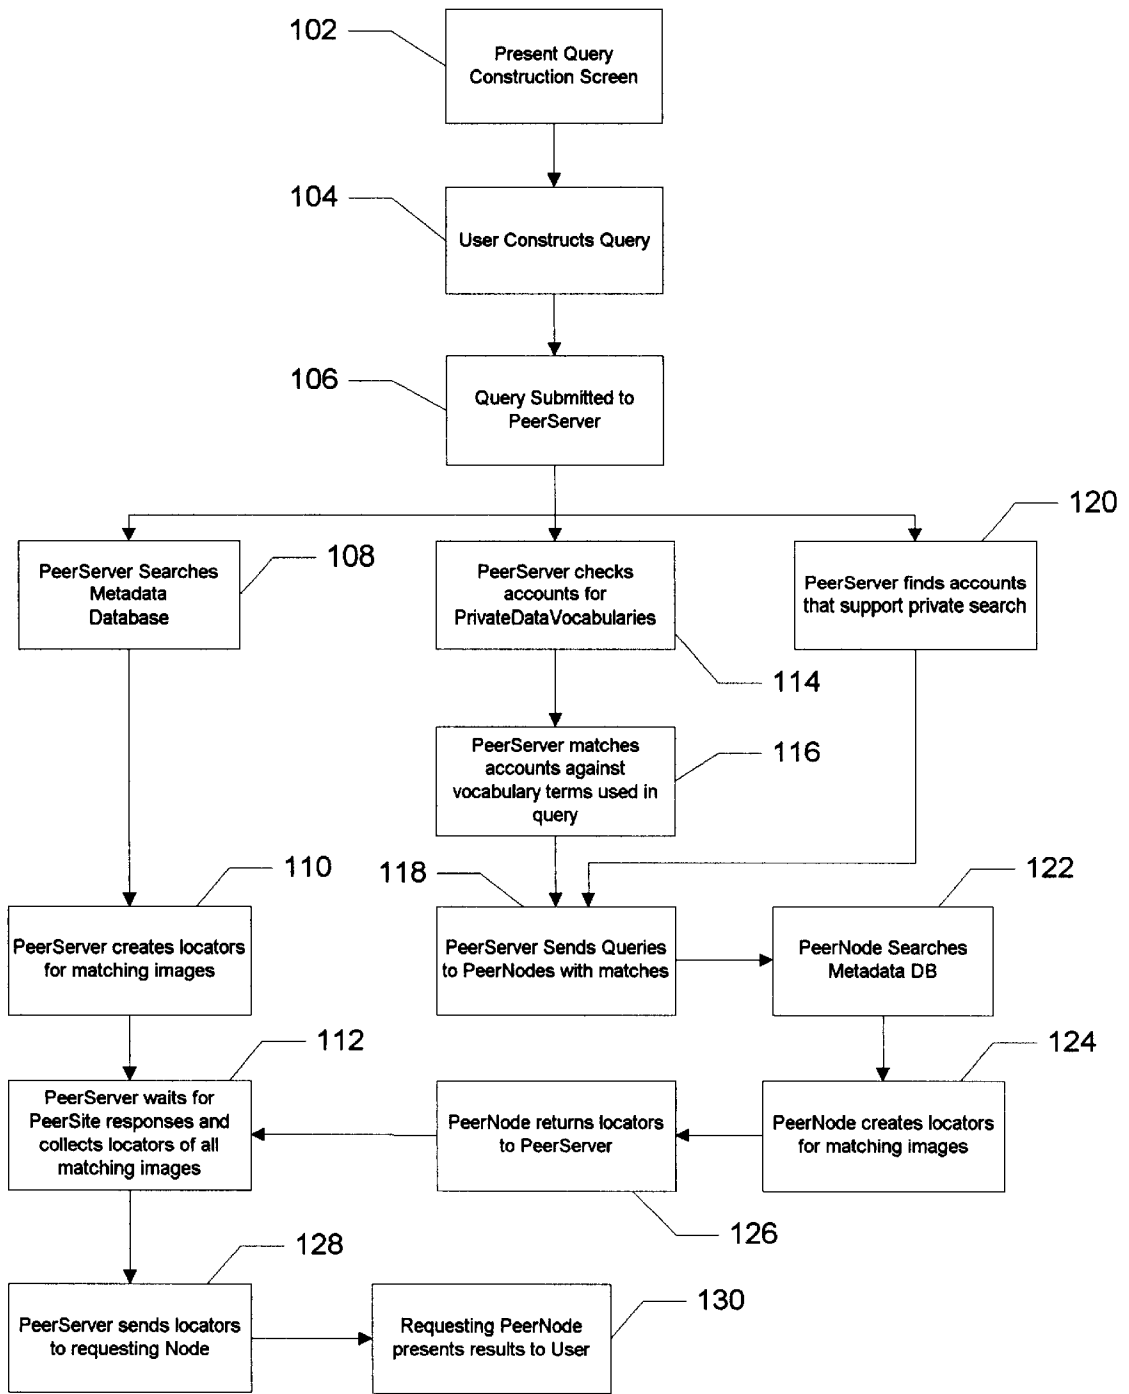 102
Present Query
Construction Screen
104
User Constructs Query
106
Query Submitted to
PeerServer
120
108
PeerServer Searches
Metadata
Database
PeerServer checks
accounts for
PrivateDataVocabularies
PeerServer finds accounts
that support private search
114
PeerServer matches
accounts against
vocabulary terms used in
query
116
110
118
122
PeerServer creates locators
for matching images
PeerServer Sends Queries
to PeerNodes with matches
PeerNode Searches
Metadata DB
112
124
PeerServer waits for
PeerSite responses and
collects locators of all
matching images
PeerNode returns locators
to PeerServer
PeerNode creates locators
for matching images
126
128
PeerServer sends locators
to requesting Node
Requesting PeerNode
presents results to User
130